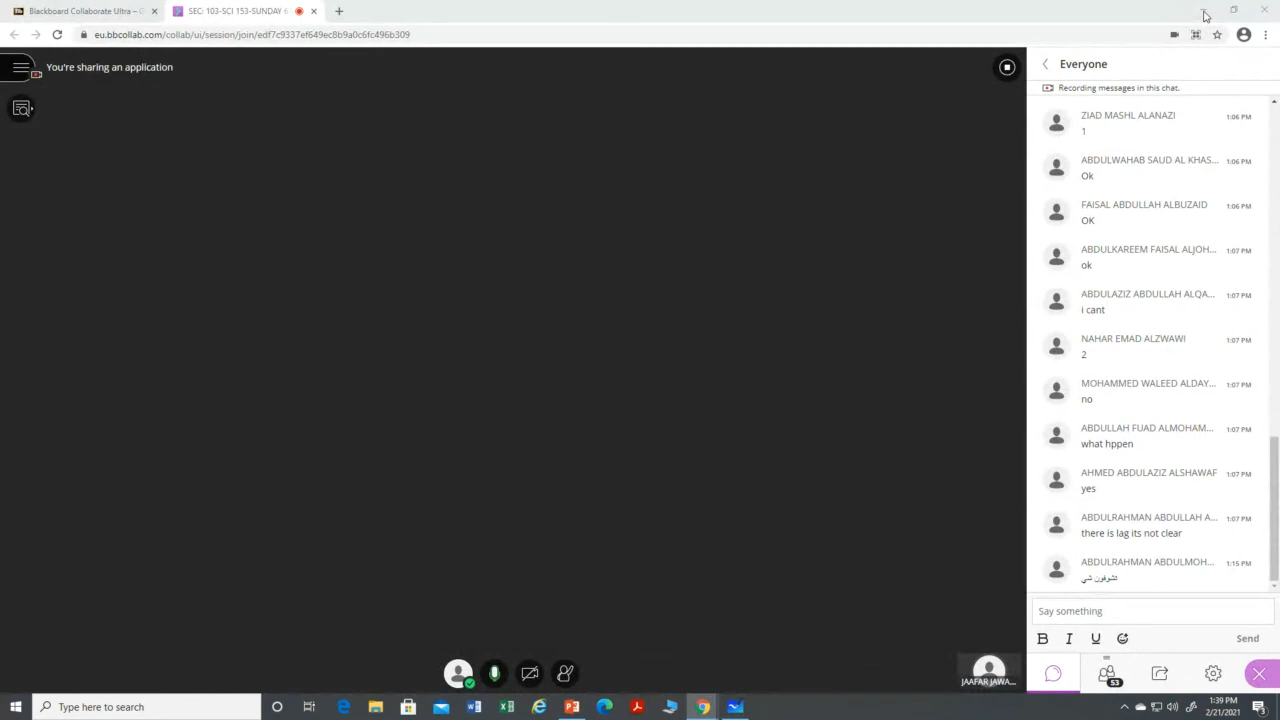 Blackboard Collaborate Ultra – G
SEC: 103-SCI 153-SUNDAY 6
eu.bbcollab.com/collab/ui/session/join/edf7c9337ef649ec8b9a0c6fc496b309
You're sharing an application
Everyone
Recording messages in this chat.
ZIAD MASHL ALANAZI 1:06 PM
1
ABDULWAHAB SAUD AL KHAS... 1:06 PM
Ok
FAISAL ABDULLAH ALBUZAID 1:06 PM
OK
ABDULKAREEM FAISAL ALJOH... 1:07 PM
ok
ABDULAZIZ ABDULLAH ALQA... 1:07 PM
i cant
NAHAR EMAD ALZWAWI 1:07 PM
2
MOHAMMED WALEED ALDAY... 1:07 PM
no
ABDULLAH FUAD ALMOHAM... 1:07 PM
what hppen
AHMED ABDULAZIZ ALSHAWAF 1:07 PM
yes
ABDULRAHMAN ABDULLAH A... 1:07 PM
there is lag its not clear
ABDULRAHMAN ABDULMOH... 1:15 PM
تشوفون شي
Say something
B I U Send
JAAFAR JAWA...
53
Type here to search
1:39 PM
2/21/2021
3